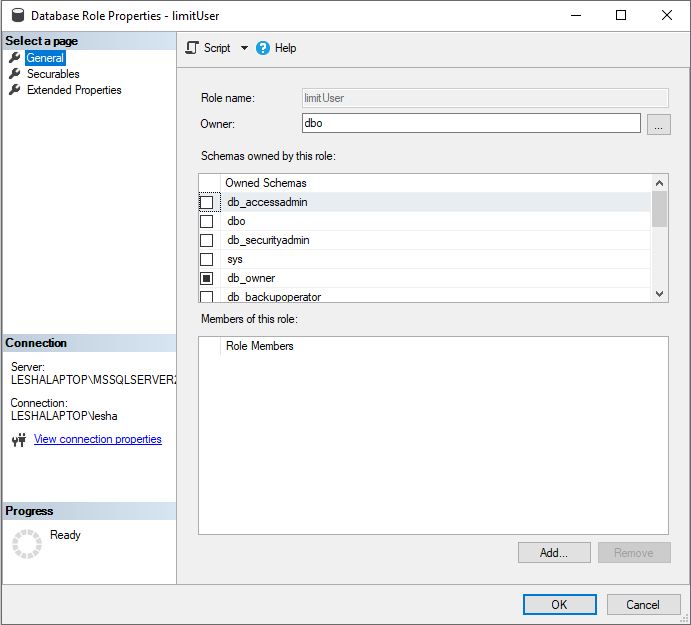 Database Role Properties - limitUser
Select a page
General
Securables
Extended Properties
Script
Help
Role name:
limitUser
Owner:
dbo
...
Schemas owned by this role:
Owned Schemas
db_accessadmin
dbo
db_securityadmin
sys
db_owner
db_backupoperator
Members of this role:
Role Members
Connection
Server:
LESHALAPTOP\MSSQLSERVER2
Connection:
LESHALAPTOP\lesha
View connection properties
Progress
Ready
Add...
Remove
OK
Cancel